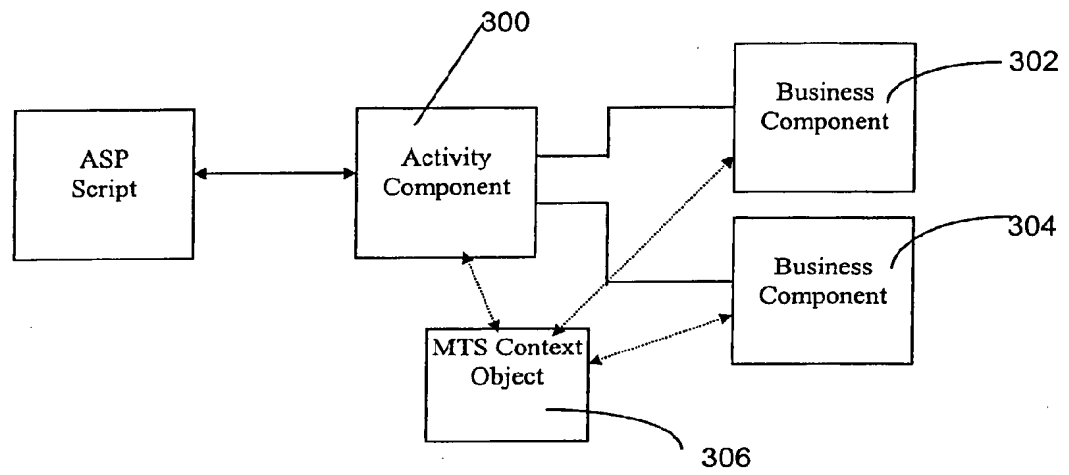 300
302
Business
Component
ASP
Script
Activity
Component
304
Business
Component
MTS Context
Object
306